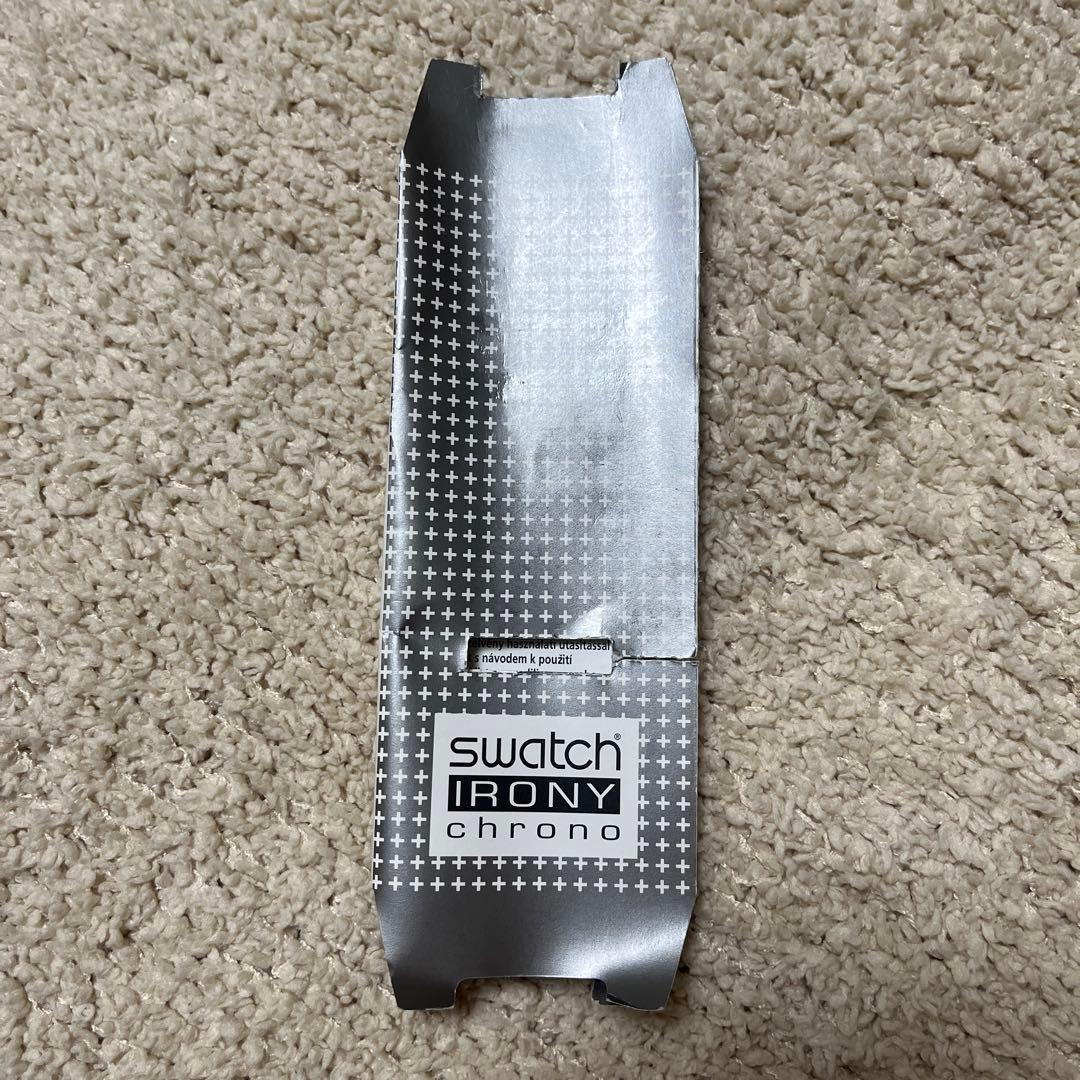 használati utasítással
s návodem k použití
swatch®
IRONY
chrono